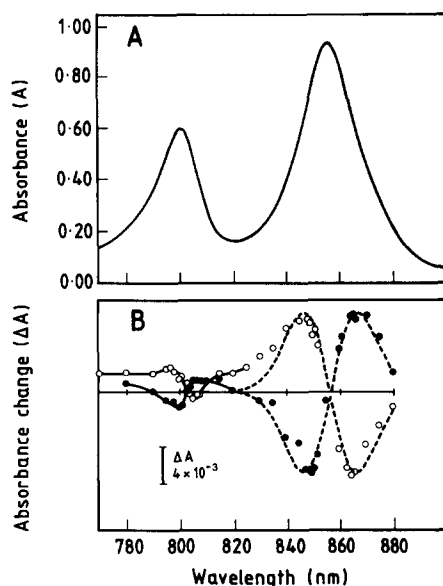 A
Absorbance (A)
1·00
0·80
0·60
0·40
0·20
0·00
B
Absorbance change (ΔA)
ΔA
4×10⁻³
780 800 820 840 860 880
Wavelength (nm)